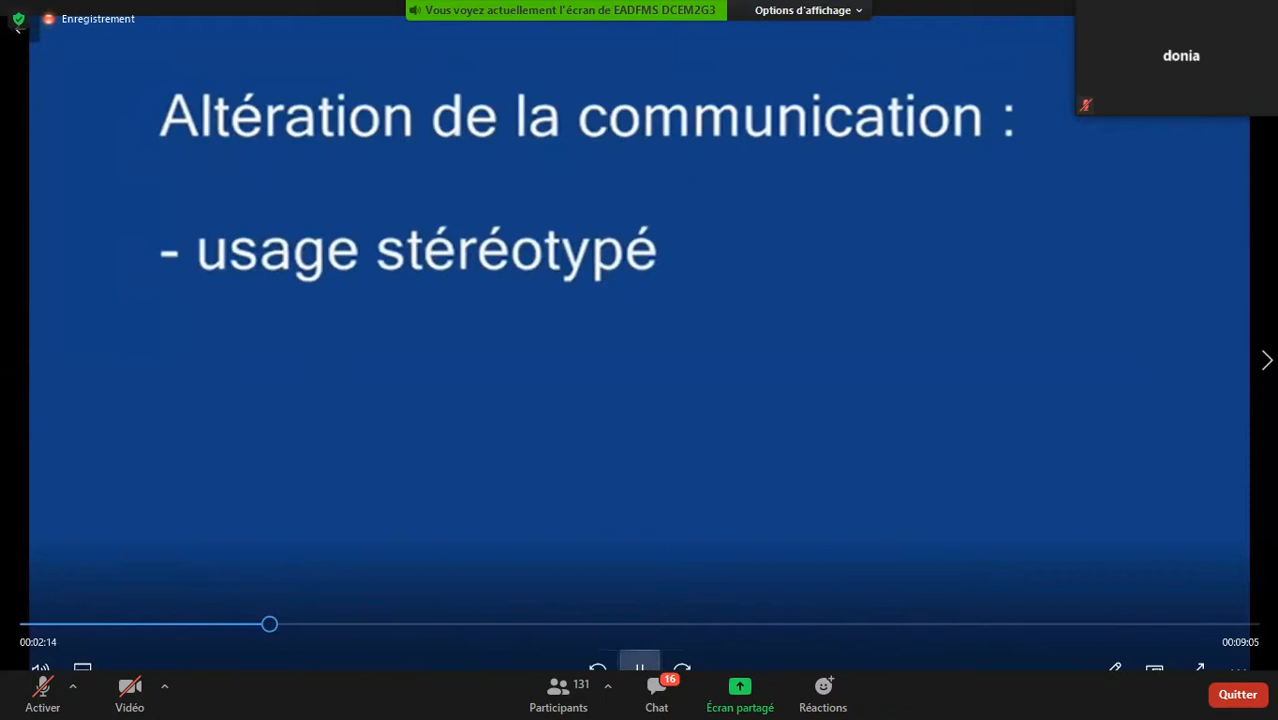 Enregistrement
Vous voyez actuellement l'écran de EADFMS DCEM2G3
Options d'affichage
donia
Altération de la communication :
- usage stéréotypé
00:02:14
00:09:05
Activer
Vidéo
131
Participants
16
Chat
Écran partagé
Réactions
Quitter